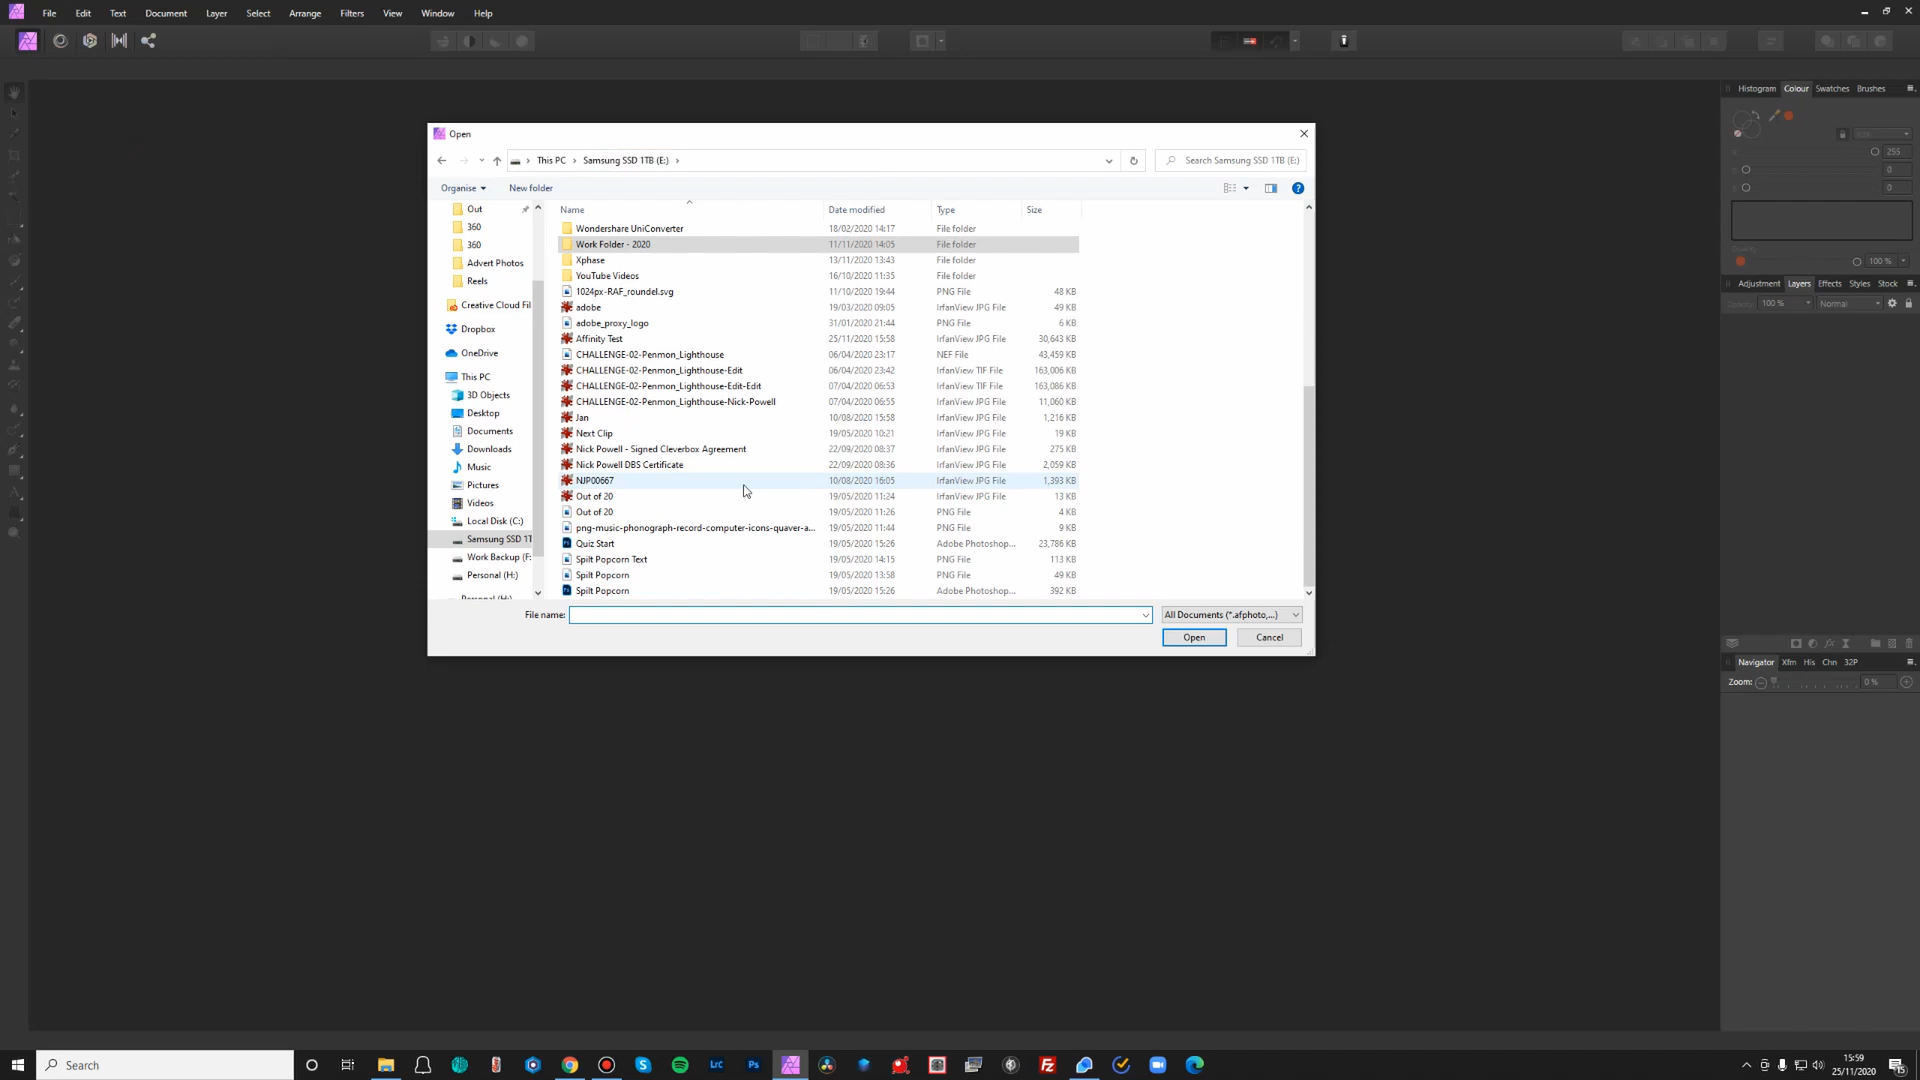 File Edit Text Document Layer Select Arrange Filters View Window Help
Histogram Colour Swatches Brushes
255
0
0
100 %
Adjustment Layers Effects Styles Stock
100 % Normal
Navigator Xfm His Chn 32P
Zoom: 0 %
Open
This PC Samsung SSD 1TB (E:)
Search Samsung SSD 1TB (E:)
Organise New folder
Out
360
360
Advert Photos
Reels
Creative Cloud Fil
Dropbox
OneDrive
This PC
3D Objects
Desktop
Documents
Downloads
Music
Pictures
Videos
Local Disk (C:)
Samsung SSD 1T
Work Backup (F:
Personal (H:)
Personal (H:)
Name Date modified Type Size
Wondershare UniConverter 18/02/2020 14:17 File folder
Work Folder - 2020 11/11/2020 14:05 File folder
Xphase 13/11/2020 13:43 File folder
YouTube Videos 16/10/2020 11:35 File folder
1024px-RAF_roundel.svg 11/10/2020 19:44 PNG File 48 KB
adobe 19/03/2020 09:05 IrfanView JPG File 49 KB
adobe_proxy_logo 31/01/2020 21:44 PNG File 6 KB
Affinity Test 25/11/2020 15:58 IrfanView JPG File 30,643 KB
CHALLENGE-02-Penmon_Lighthouse 06/04/2020 23:17 NEF File 43,459 KB
CHALLENGE-02-Penmon_Lighthouse-Edit 06/04/2020 23:42 IrfanView TIF File 163,006 KB
CHALLENGE-02-Penmon_Lighthouse-Edit-Edit 07/04/2020 06:53 IrfanView TIF File 163,086 KB
CHALLENGE-02-Penmon_Lighthouse-Nick-Powell 07/04/2020 06:55 IrfanView JPG File 11,060 KB
Jan 10/08/2020 15:58 IrfanView JPG File 1,216 KB
Next Clip 19/05/2020 10:21 IrfanView JPG File 19 KB
Nick Powell - Signed Cleverbox Agreement 22/09/2020 08:37 IrfanView JPG File 275 KB
Nick Powell DBS Certificate 22/09/2020 08:36 IrfanView JPG File 2,059 KB
NJP00667 10/08/2020 16:05 IrfanView JPG File 1,393 KB
Out of 20 19/05/2020 11:24 IrfanView JPG File 13 KB
Out of 20 19/05/2020 11:26 PNG File 4 KB
png-music-phonograph-record-computer-icons-quaver-a... 19/05/2020 11:44 PNG File 9 KB
Quiz Start 19/05/2020 15:26 Adobe Photoshop... 23,786 KB
Spilt Popcorn Text 19/05/2020 14:15 PNG File 113 KB
Spilt Popcorn 19/05/2020 13:58 PNG File 49 KB
Spilt Popcorn 19/05/2020 15:26 Adobe Photoshop... 392 KB
File name: All Documents (*.afphoto,...)
Open Cancel
Search
LrC Ps
15:59
25/11/2020
15